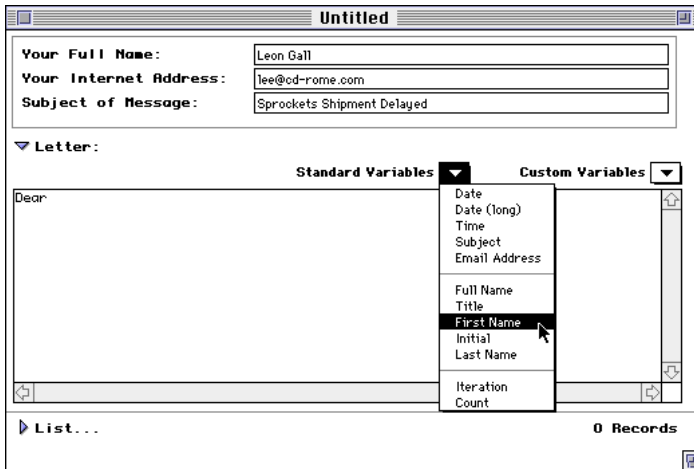 Untitled
Your Full Name: Leon Gall
Your Internet Address: lee@cd-rome.com
Subject of Message: Sprockets Shipment Delayed
Letter:
Standard Variables Custom Variables
Dear
Date
Date (long)
Time
Subject
Email Address
Full Name
Title
First Name
Initial
Last Name
Iteration
Count
List... 0 Records